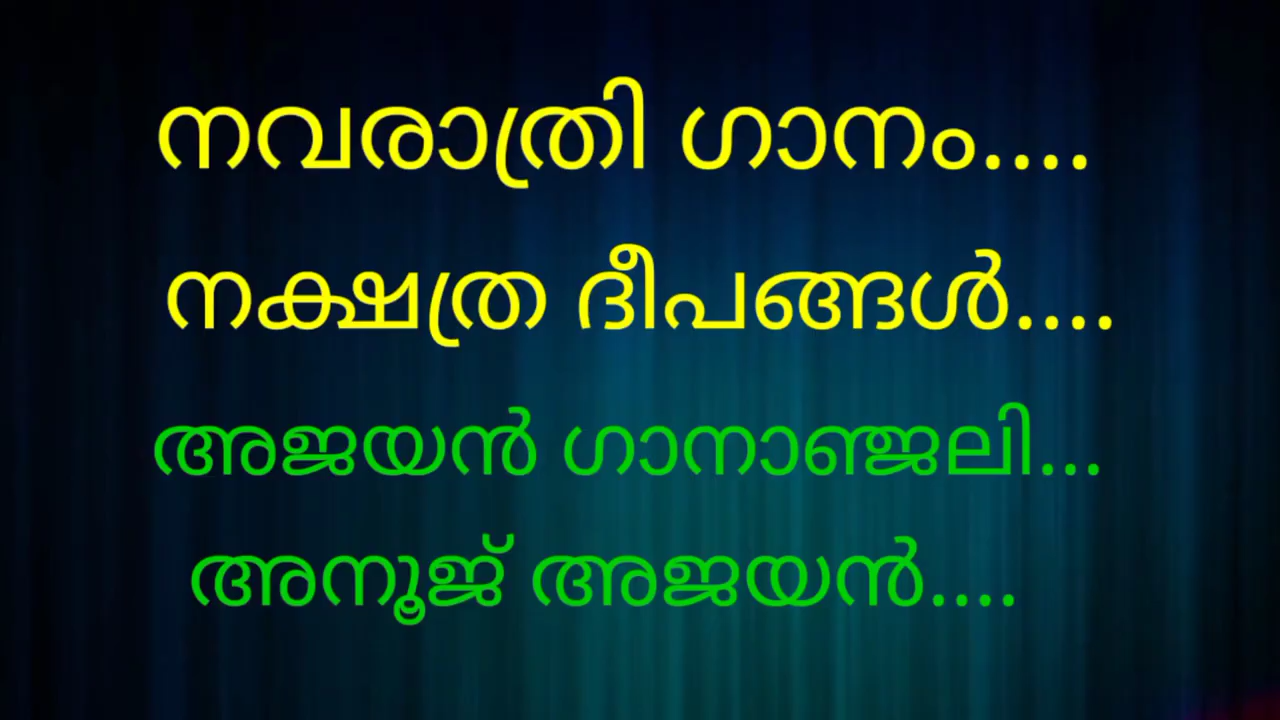 നവരാത്രി ഗാനം....
നക്ഷത്ര ദീപങ്ങൾ....
അജയൻ ഗാനാഞ്ജലി...
അനൂജ് അജയൻ....